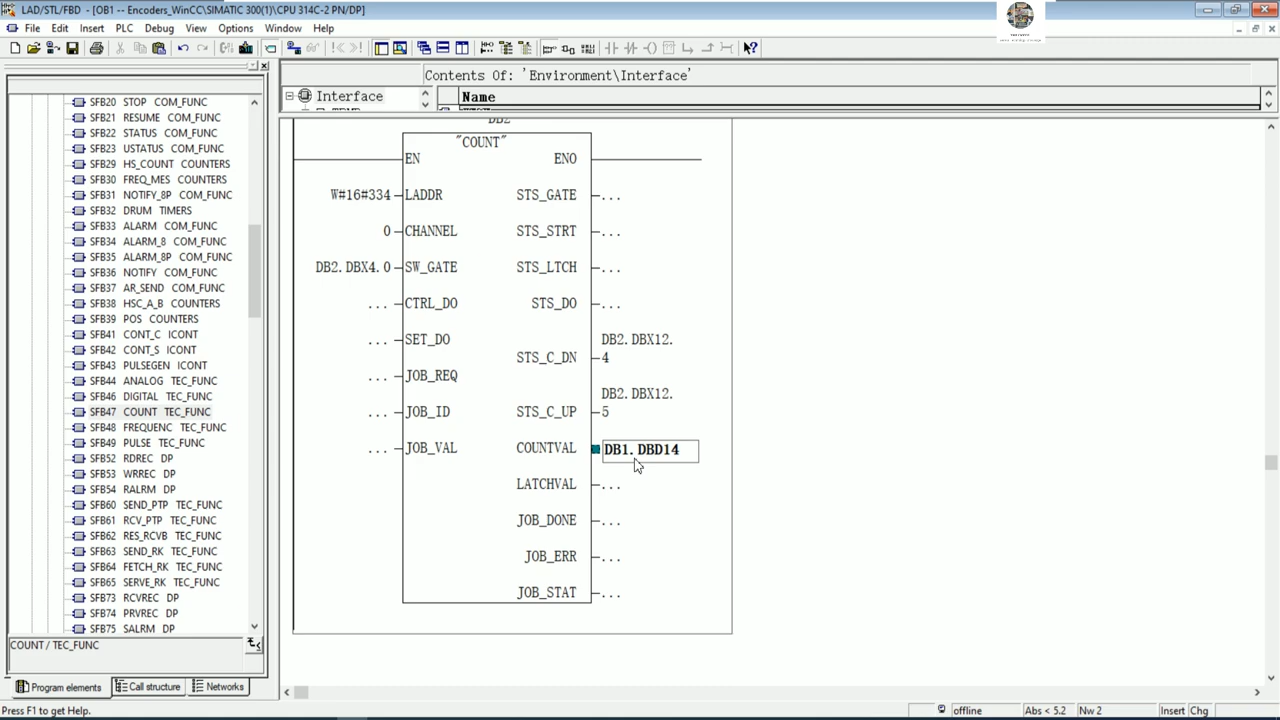 LAD/STL/FBD - [OB1 -- Encoders_WinCC\SIMATIC 300(1)\CPU 314C-2 PN/DP]
File Edit Insert PLC Debug View Options Window Help
Contents Of: 'Environment\Interface'
Interface
Name
SFB20 STOP COM_FUNC
SFB21 RESUME COM_FUNC
SFB22 STATUS COM_FUNC
SFB23 USTATUS COM_FUNC
SFB29 HS_COUNT COUNTERS
SFB30 FREQ_MES COUNTERS
SFB31 NOTIFY_8P COM_FUNC
SFB32 DRUM TIMERS
SFB33 ALARM COM_FUNC
SFB34 ALARM_8 COM_FUNC
SFB35 ALARM_8P COM_FUNC
SFB36 NOTIFY COM_FUNC
SFB37 AR_SEND COM_FUNC
SFB38 HSC_A_B COUNTERS
SFB39 POS COUNTERS
SFB41 CONT_C ICONT
SFB42 CONT_S ICONT
SFB43 PULSEGEN ICONT
SFB44 ANALOG TEC_FUNC
SFB46 DIGITAL TEC_FUNC
SFB47 COUNT TEC_FUNC
SFB48 FREQUENC TEC_FUNC
SFB49 PULSE TEC_FUNC
SFB52 RDREC DP
SFB53 WRREC DP
SFB54 RALRM DP
SFB60 SEND_PTP TEC_FUNC
SFB61 RCV_PTP TEC_FUNC
SFB62 RES_RCVB TEC_FUNC
SFB63 SEND_RK TEC_FUNC
SFB64 FETCH_RK TEC_FUNC
SFB65 SERVE_RK TEC_FUNC
SFB73 RCVREC DP
SFB74 PRVREC DP
SFB75 SALRM DP
COUNT / TEC_FUNC
Program elements Call structure Networks
DB2
"COUNT"
EN ENO
W#16#334 LADDR STS_GATE ...
0 CHANNEL STS_STRT ...
DB2.DBX4.0 SW_GATE STS_LTCH ...
... CTRL_DO STS_DO ...
DB2.DBX12.
... SET_DO
STS_C_DN 4
... JOB_REQ
DB2.DBX12.
... JOB_ID STS_C_UP 5
... JOB_VAL COUNTVAL DB1.DBD14
LATCHVAL ...
JOB_DONE ...
JOB_ERR ...
JOB_STAT ...
Press F1 to get Help. offline Abs < 5.2 Nw 2 Insert Chg